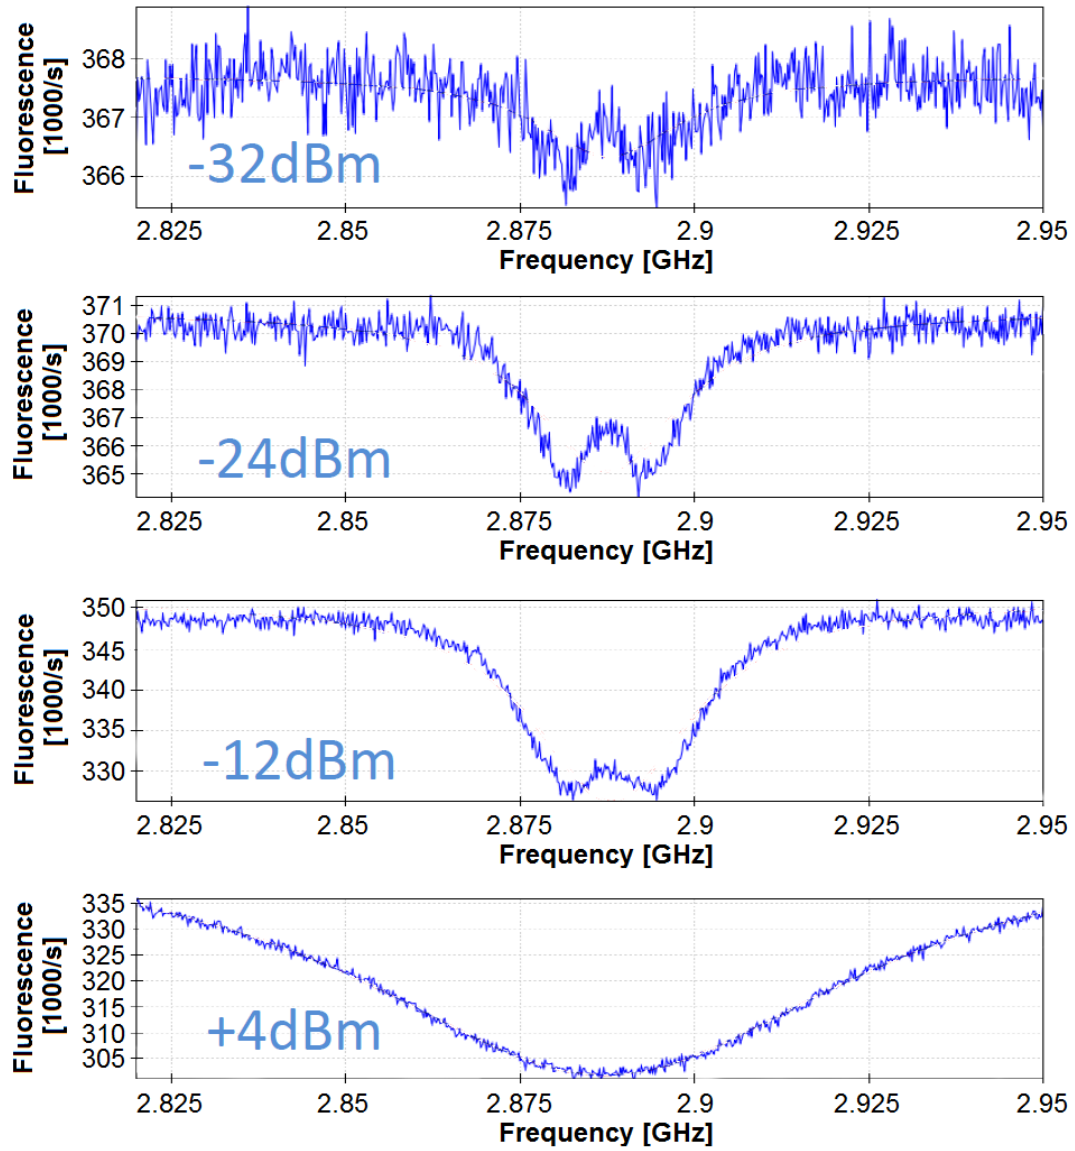 Fluorescence
[1000/s]
368
367
366
-32dBm
2.825 2.85 2.875 2.9 2.925 2.95
Frequency [GHz]
Fluorescence
[1000/s]
371
370
369
368
367
366
365
-24dBm
2.825 2.85 2.875 2.9 2.925 2.95
Frequency [GHz]
Fluorescence
[1000/s]
350
345
340
335
330
-12dBm
2.825 2.85 2.875 2.9 2.925 2.95
Frequency [GHz]
Fluorescence
[1000/s]
335
330
325
320
315
310
305
+4dBm
2.825 2.85 2.875 2.9 2.925 2.95
Frequency [GHz]